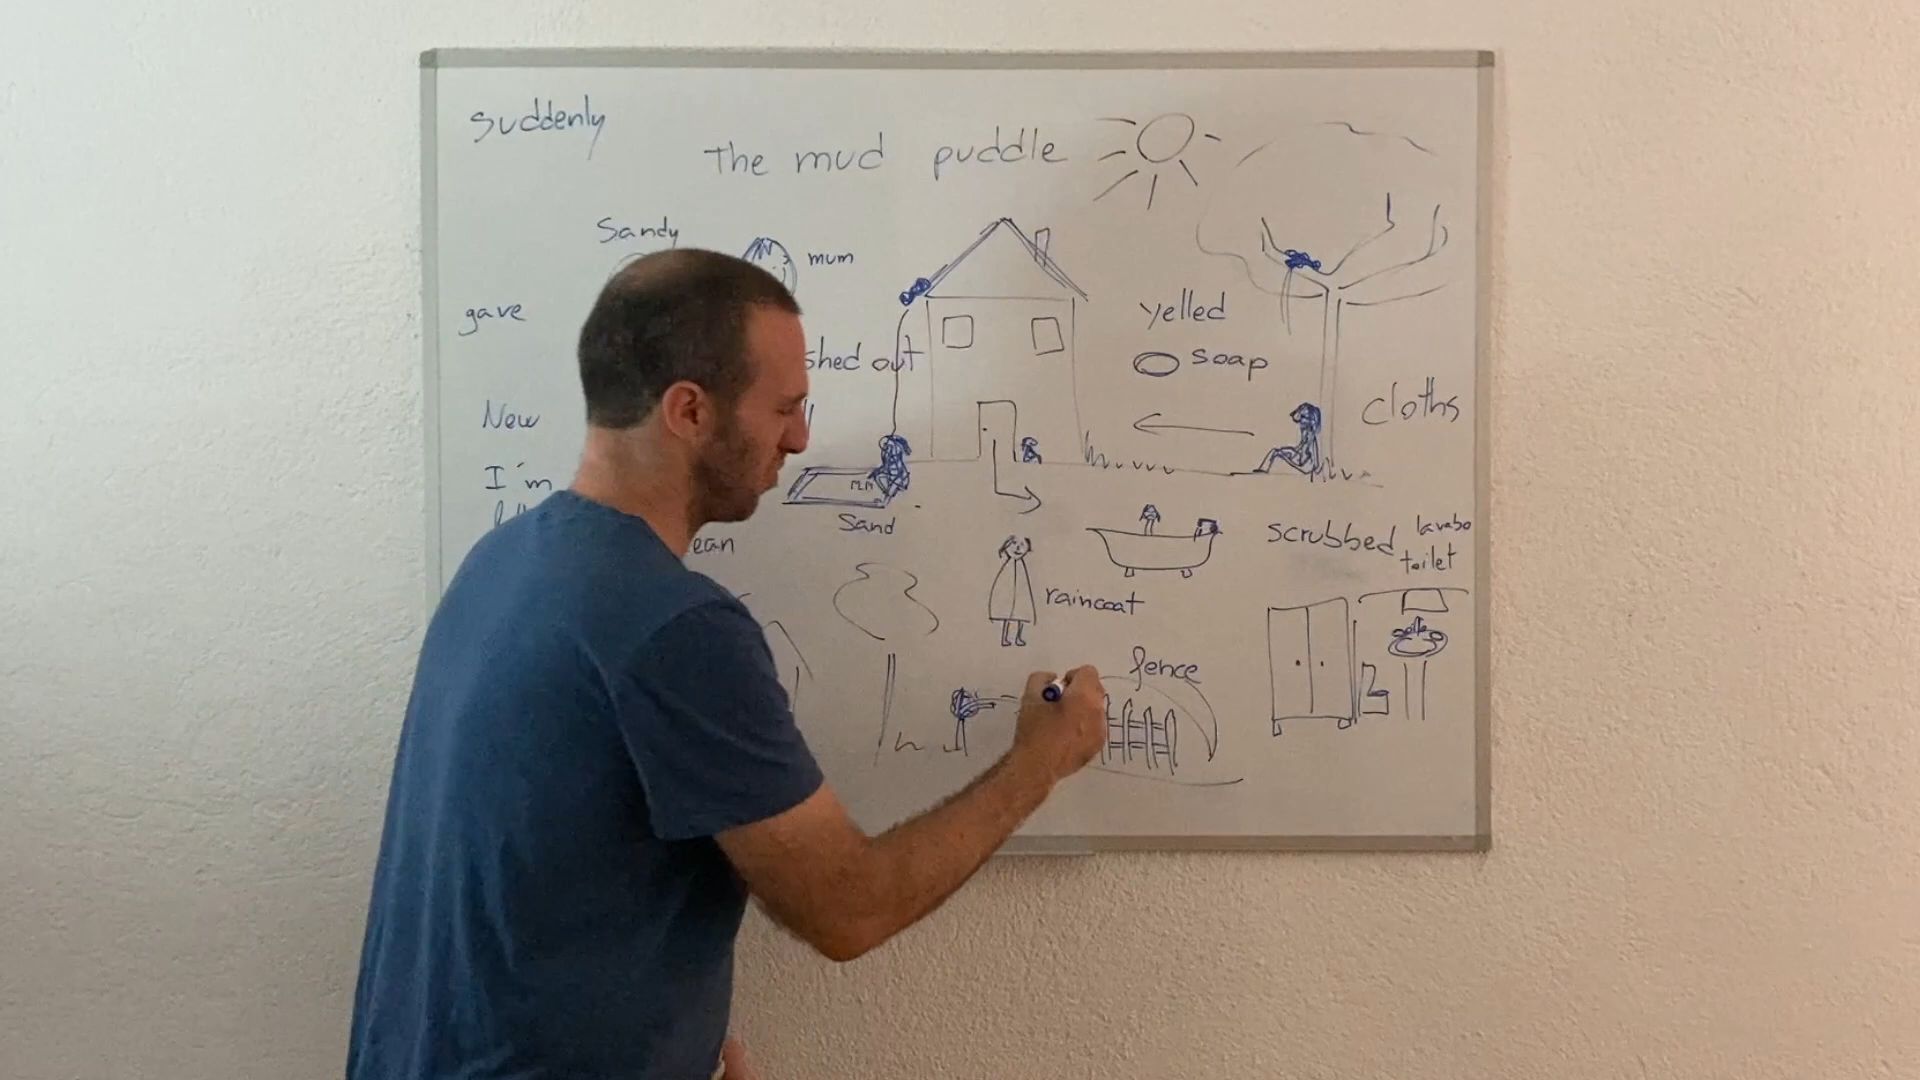 suddenly
The mud puddle
Sandy
mum
gave
yelled
shed out
soap
New
cloths
I'm
Sand
ean
scrubbed
lavabo
toilet
raincoat
fence